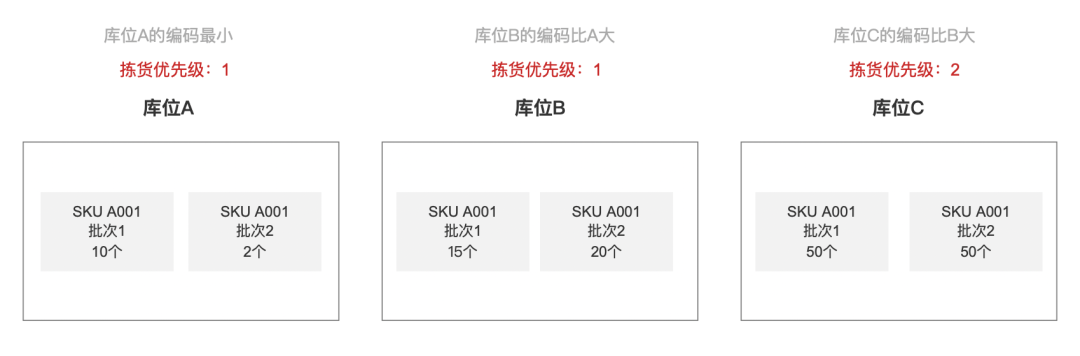 库位A的编码最小
拣货优先级：1
库位A
SKU A001
批次1
10个
SKU A001
批次2
2个
库位B的编码比A大
拣货优先级：1
库位B
SKU A001
批次1
15个
SKU A001
批次2
20个
库位C的编码比B大
拣货优先级：2
库位C
SKU A001
批次1
50个
SKU A001
批次2
50个